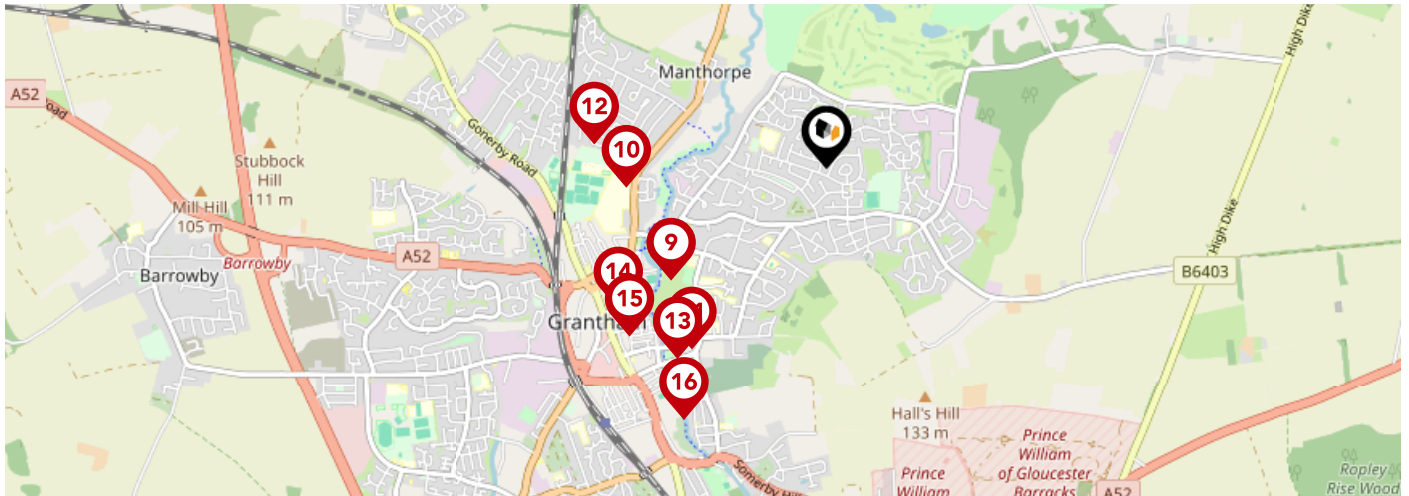 High Dike
Manthorpe
A52
oad
12
10
Gonerby Road
Stubbock
Hill
111 m
Mill Hill
105 m
High Dike
9
A52
Barrowby
Barrowby
14
B6403
15
1
13
Grantham
16
Hall's Hill
133 m
Prince
William
of Gloucester
Barracks
Prince
William
Somerby Hill
A52
Ropley
Rise Wood